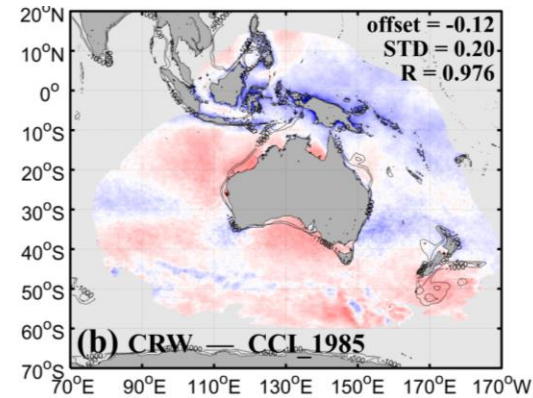 20°N
offset = -0.12
10°N
STD = 0.20
R = 0.976
0°
10°S
20°S
30°S
40°S
50°S
60°S
(b) CRW — CCI_1985
70°S
70°E 90°E 110°E 130°E 150°E 170°E 170°W